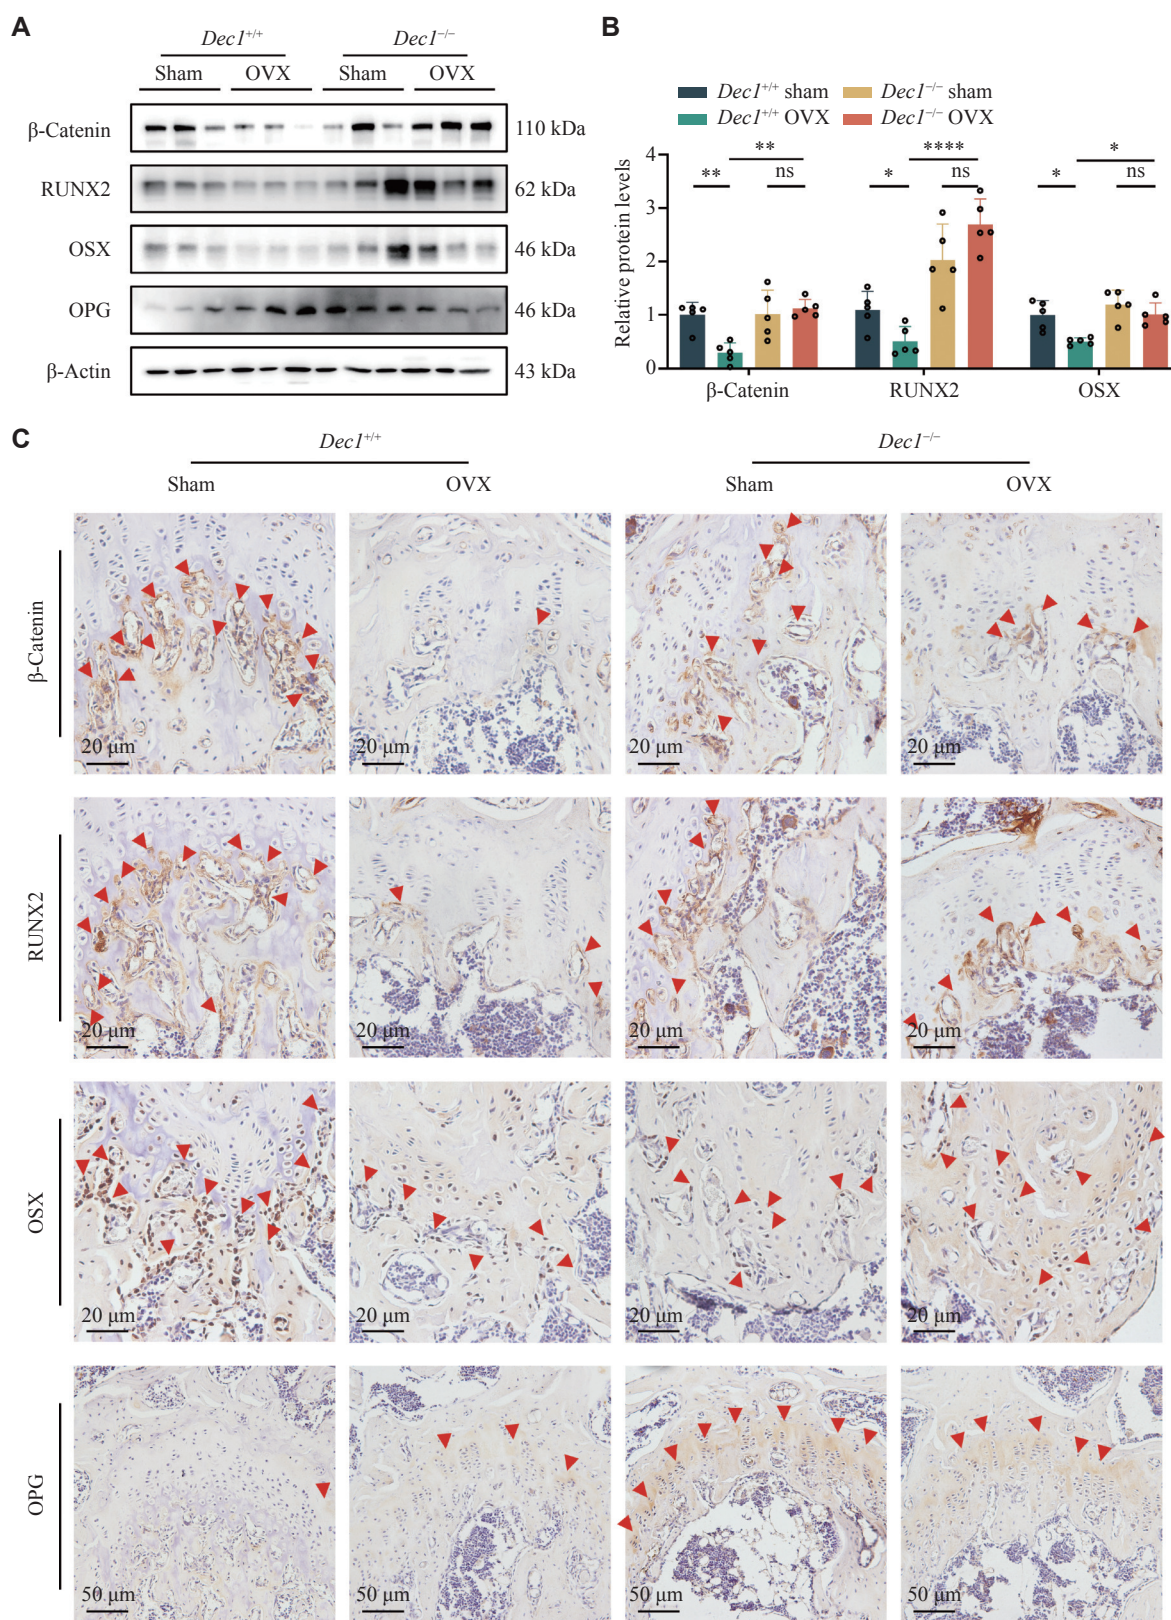 A
Dec1+/+ Dec1−/−
Sham OVX Sham OVX
β-Catenin 110 kDa
RUNX2 62 kDa
OSX 46 kDa
OPG 46 kDa
β-Actin 43 kDa
B
Dec1+/+ sham Dec1−/− sham
Dec1+/+ OVX Dec1−/− OVX
Relative protein levels
4
3
2
1
0
** ** ns
* **** ns
* * ns
β-Catenin RUNX2 OSX
C
Dec1+/+ Dec1−/−
Sham OVX Sham OVX
β-Catenin
20 μm 20 μm 20 μm 20 μm
RUNX2
20 μm 20 μm 20 μm 20 μm
OSX
20 μm 20 μm 20 μm 20 μm
OPG
50 μm 50 μm 50 μm 50 μm